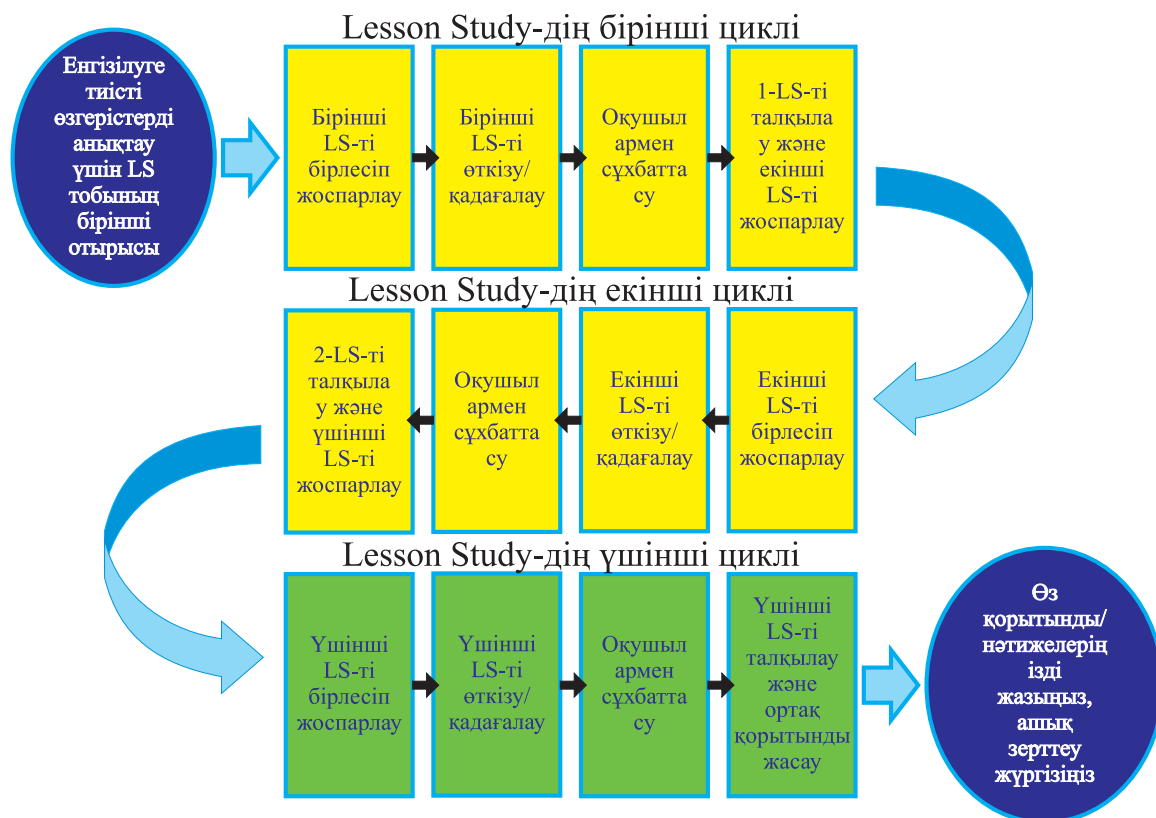 Lesson Study-дің бірінші циклі
Енгізілуге
тиісті
өзгерістерді
анықтау
үшін LS
тобының
бірінші
отырысы
Бірінші
LS-ті
бірлесіп
жоспарлау
Бірінші
LS-ті
өткізу/
қадағалау
Оқушыл
армен
сұхбатта
су
1-LS-ті
талқыла
у және
екінші
LS-ті
жоспарлау
Lesson Study-дің екінші циклі
2-LS-ті
талқыла
у және
үшінші
LS-ті
жоспарлау
Оқушыл
армен
сұхбатта
су
Екінші
LS-ті
өткізу/
қадағалау
Екінші
LS-ті
бірлесіп
жоспарлау
Lesson Study-дің үшінші циклі
Үшінші
LS-ті
бірлесіп
жоспарлау
Үшінші
LS-ті
өткізу/
қадағалау
Оқушыл
армен
сұхбатта
су
Үшінші
LS-ті
талқылау
және
ортақ
қорытынды
жасау
Өз
қорытынды/
нәтижелерің
ізді
жазыңыз,
ашық
зерттеу
жүргізіңіз